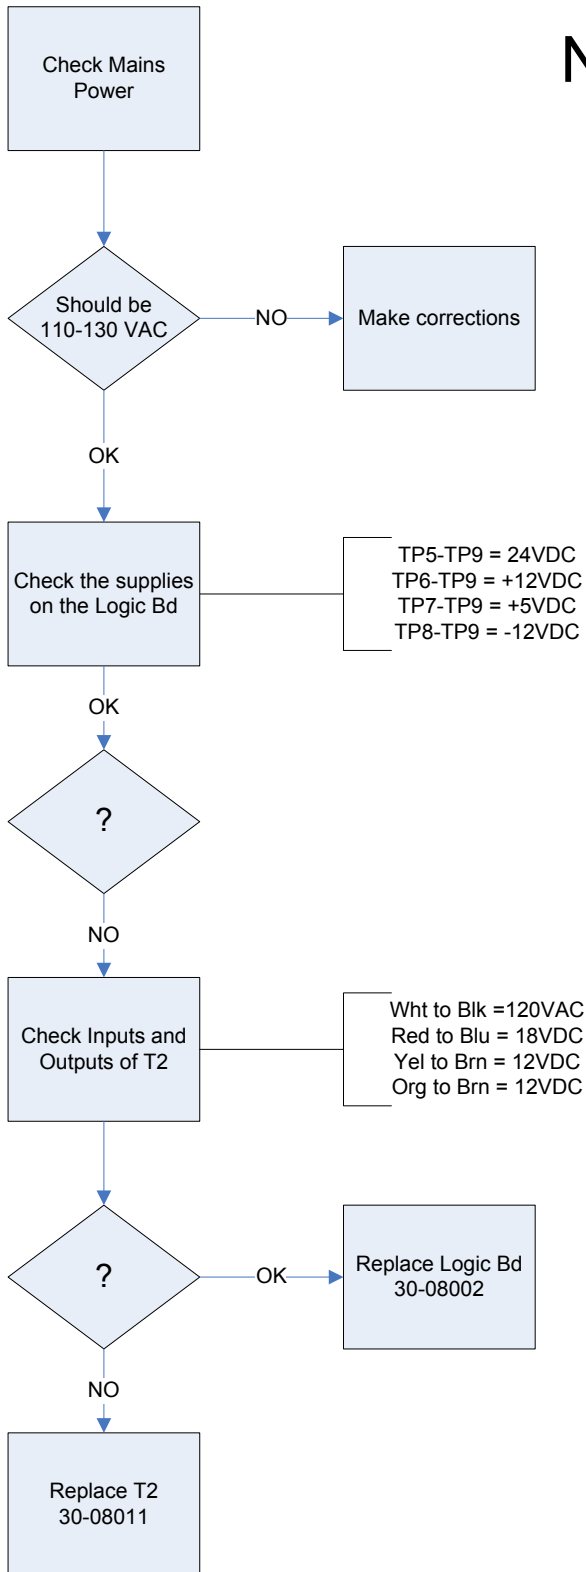 Check Mains
Power
N
Should be
110-130 VAC
NO
Make corrections
OK
Check the supplies
on the Logic Bd
TP5-TP9 = 24VDC
TP6-TP9 = +12VDC
TP7-TP9 = +5VDC
TP8-TP9 = -12VDC
OK
?
NO
Check Inputs and
Outputs of T2
Wht to Blk =120VAC
Red to Blu = 18VDC
Yel to Brn = 12VDC
Org to Brn = 12VDC
?
OK
Replace Logic Bd
30-08002
NO
Replace T2
30-08011